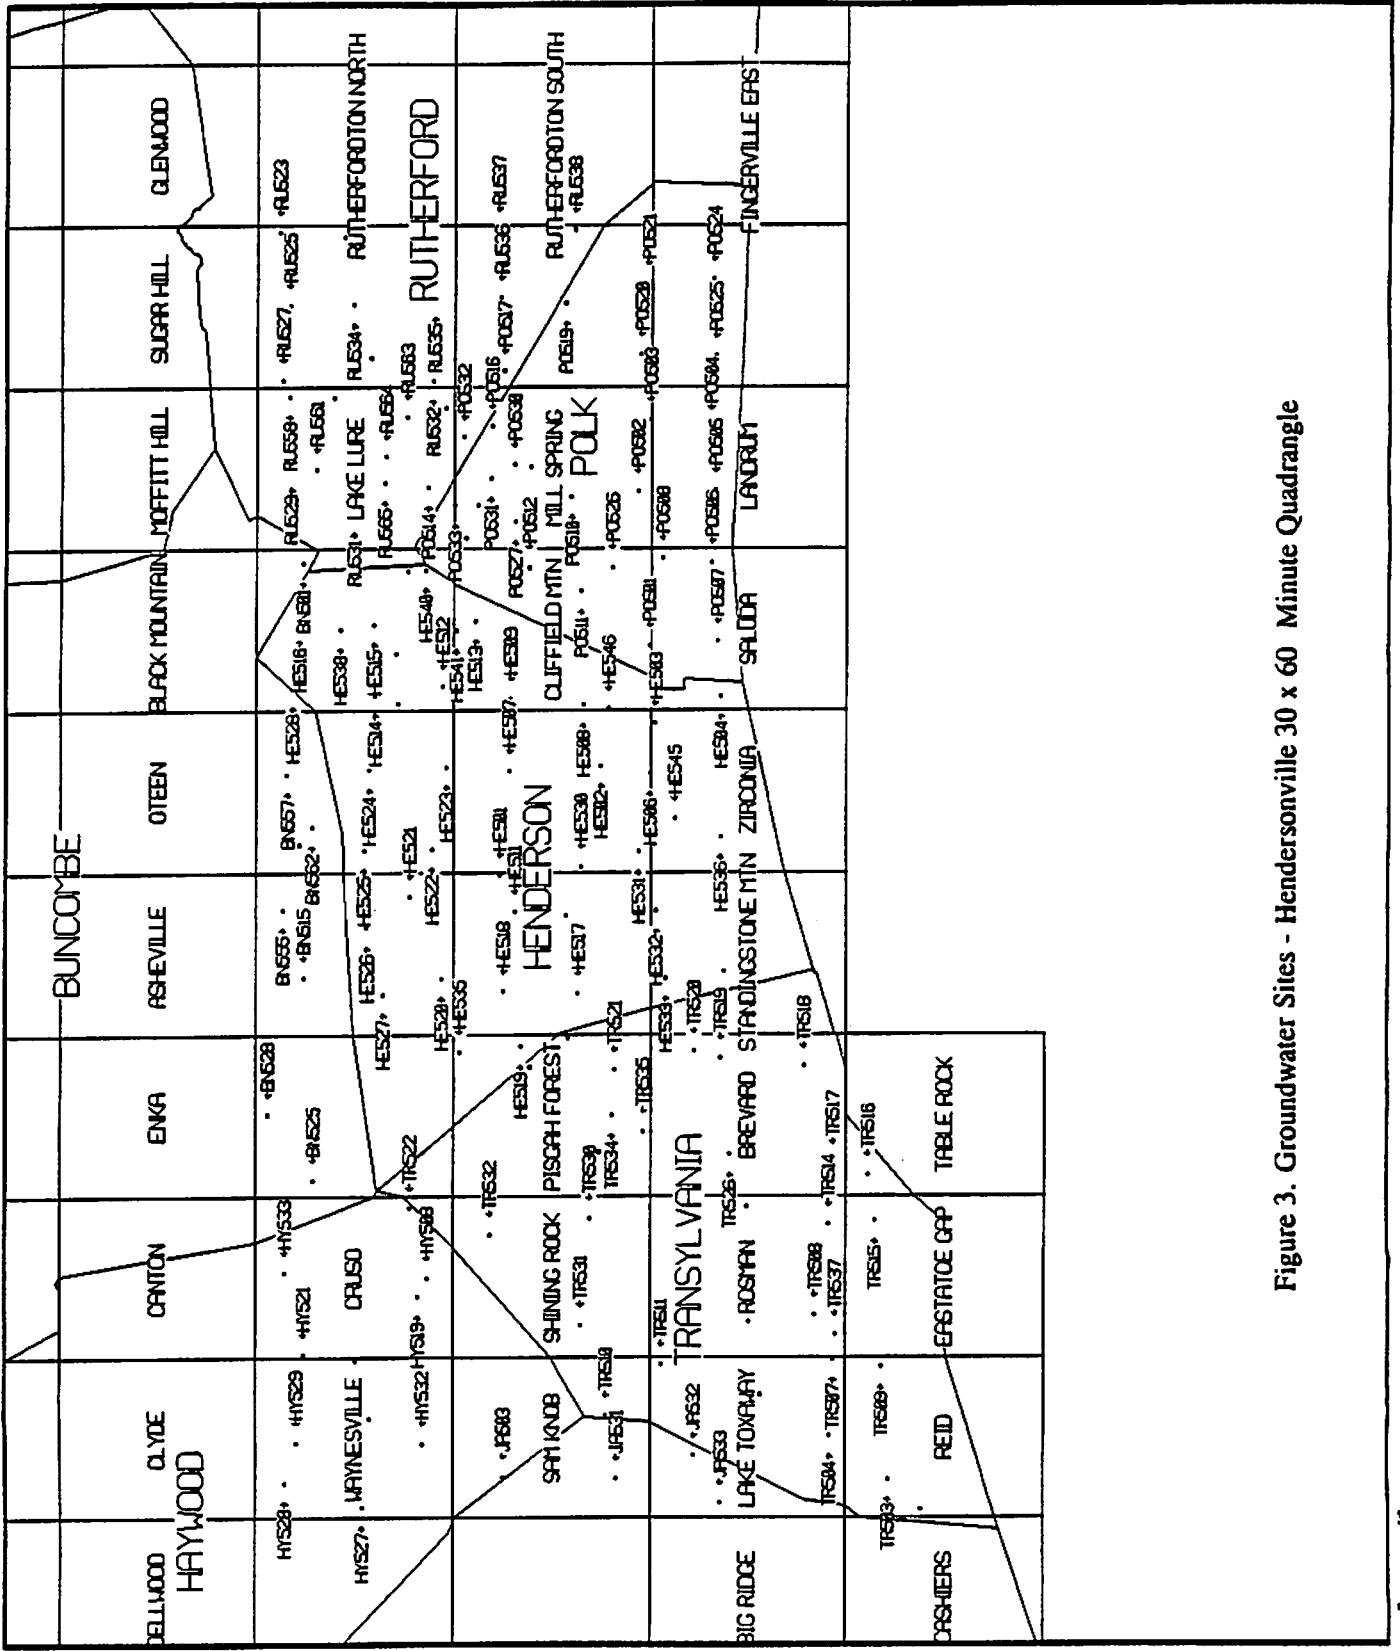 BUNCOMBE
DELLWOOD CLYDE CANTON ENKA ASHEVILLE OTEEN BLACK MOUNTAIN MOFFITT HILL SUGAR HILL GLENWOOD
HAYWOOD
+BN528
HY528+ +HY529 +HY533 BN555+ BN557+ HE528+ RU529+ RU558+ +RU527 +RU525 +RU523
+HY521 +BN525 +BN515 BN562+ HE516+ BN501 +RU561
HE538+
HY527+ WAYNESVILLE CRUSO HE526+ HE525+ HE524+ HE514+ +HE515+ RU531+ LAKE LURE RU534+ RUTHERFORDTON NORTH
HE527+ RU565+ +RU564
+HY532 HY519+ +HY508 +TR522 +HE521 +RU583
HE522+ HE540+ PO514+ RU532+ RU535+ RUTHERFORD
HE520+ HE523+ +HE512
+HE535 HE541+ PO533+ +PO532
HE513+
+TR532 PO531+ +PO516
+JA503 +HE518 +HE501 +HE507 +HE509 +PO517 +RU536 +RU537
HE519+ +HE511 PO527+ +PO530
HENDERSON +PO512
SAM KNOB SHINING ROCK PISGAH FOREST CLIFFIELD MTN MILL SPRING RUTHERFORDTON SOUTH
+TR531 +HE517 +HE530 HE508+ PO511+ PO510+ POLK PO519+ +RU538
+TR530 HE502+
+TR510 TR534+ +HE546
+JA531 +TR521 +PO526
+TR535 HE531+ +PO502 +PO520
+TR511 HE532+ HE506+ +HE503 +PO501 +PO503 +PO521
HE533+ +PO508
TRANSYLVANIA +HE545
+JA532 +TR520
+JA533 TR526+ +TR519 HE536+ HE504+ +PO507 +PO506 +PO505 +PO504 +PO525 +PO524
BIG RIDGE LAKE TOXAWAY ROSMAN BREVARD STANDINGSTONE MTN ZIRCONIA SALUDA LANDRUM FINGERVILLE EAST
+TR508 +TR518
TR504+ +TR507+ +TR537 +TR514 +TR517
TR509+ TR515+ +TR516
TR503+
CASHIERS REID EASTATOE GAP TABLE ROCK
Figure 3. Groundwater Sites - Hendersonville 30 x 60 Minute Quadrangle